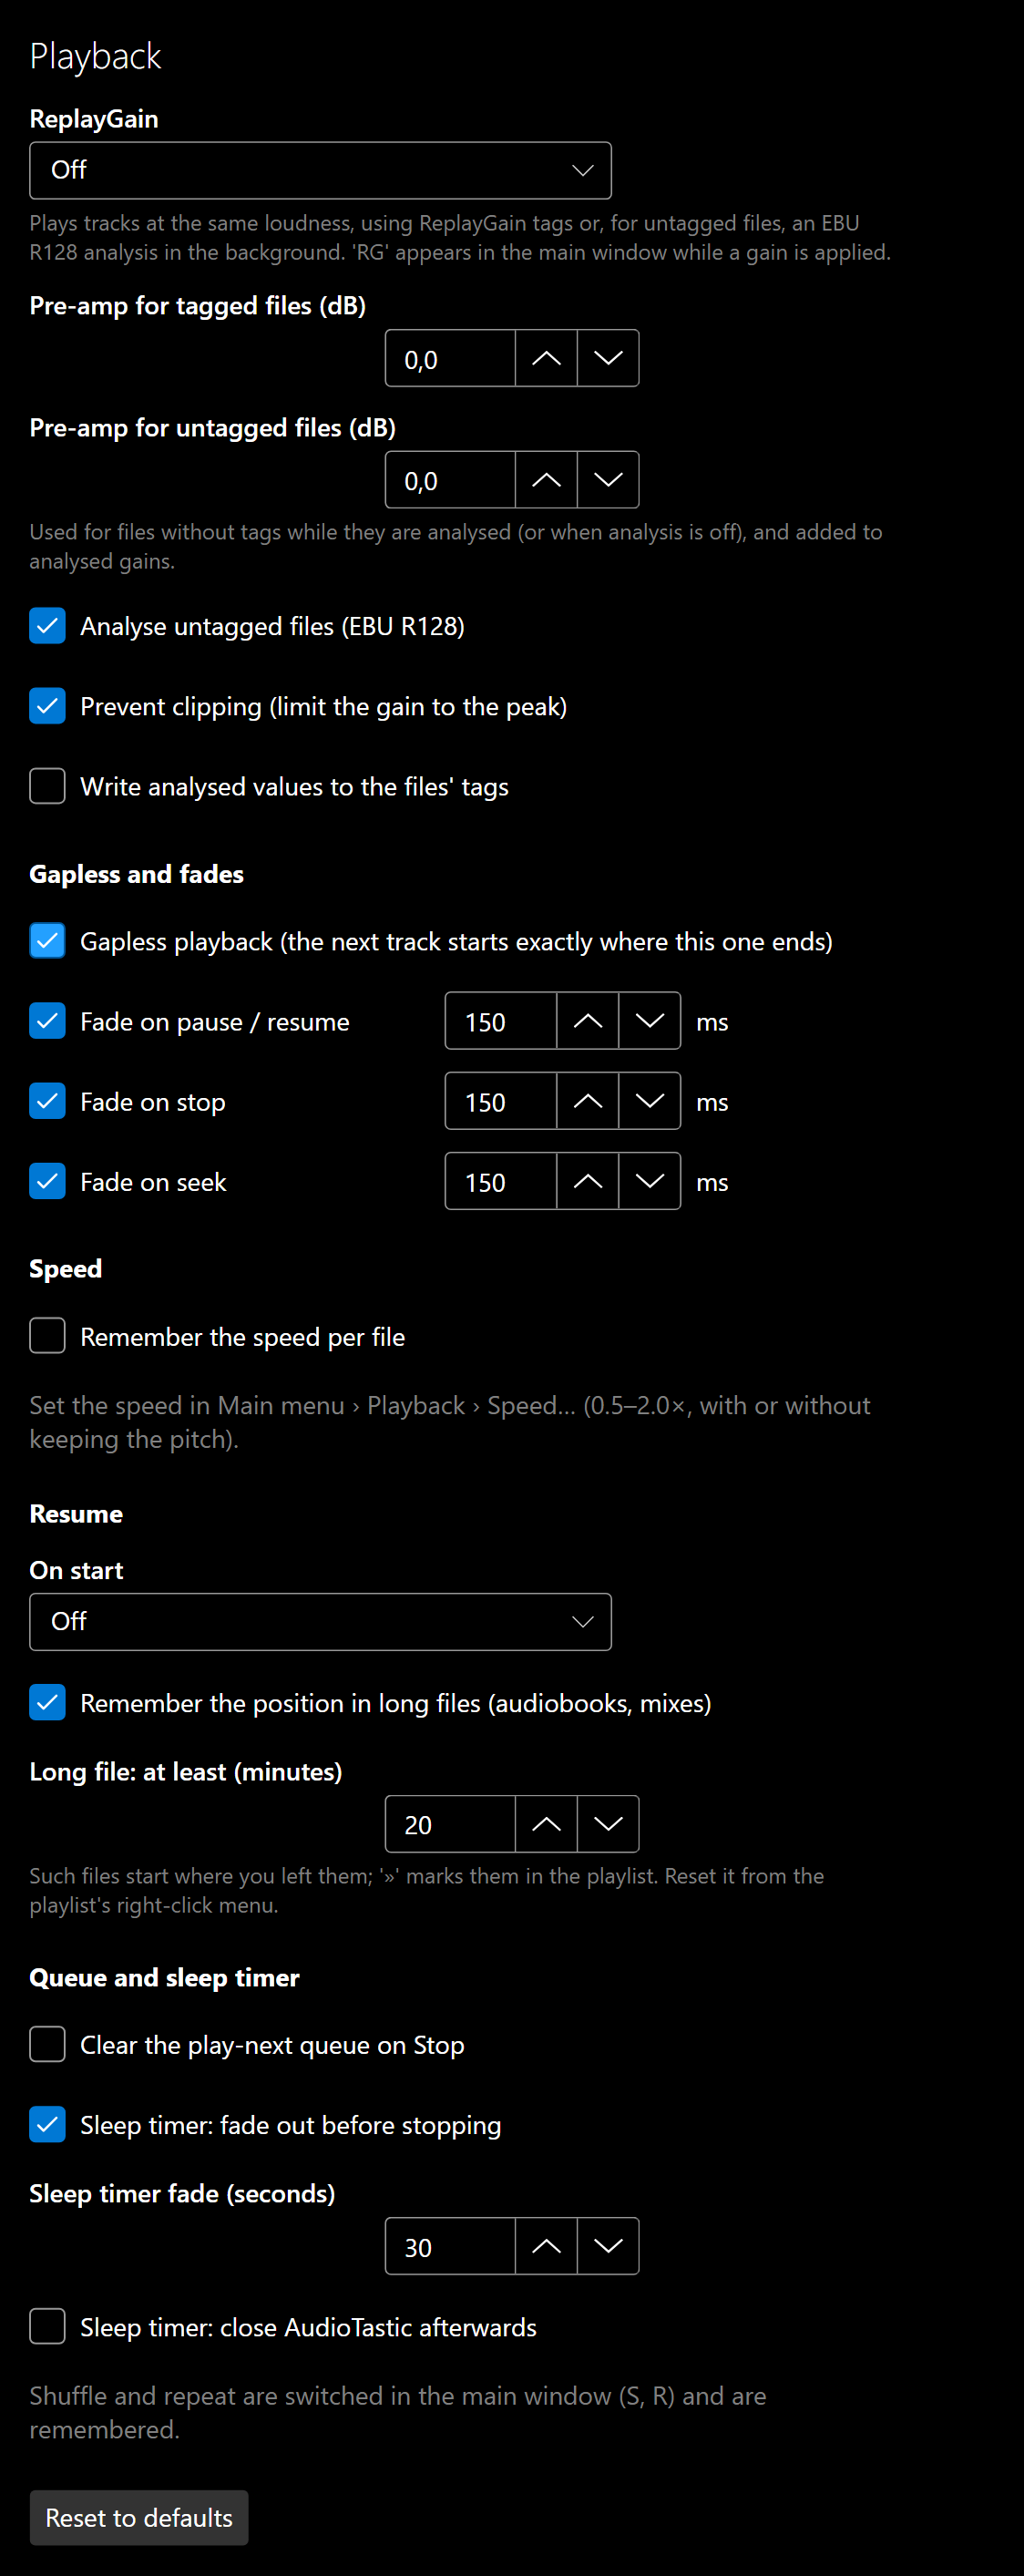 Playback
ReplayGain
Off
Plays tracks at the same loudness, using ReplayGain tags or, for untagged files, an EBU
R128 analysis in the background. 'RG' appears in the main window while a gain is applied.
Pre-amp for tagged files (dB)
0,0
Pre-amp for untagged files (dB)
0,0
Used for files without tags while they are analysed (or when analysis is off), and added to
analysed gains.
Analyse untagged files (EBU R128)
Prevent clipping (limit the gain to the peak)
Write analysed values to the files' tags
Gapless and fades
Gapless playback (the next track starts exactly where this one ends)
Fade on pause / resume 150 ms
Fade on stop 150 ms
Fade on seek 150 ms
Speed
Remember the speed per file
Set the speed in Main menu › Playback › Speed... (0.5–2.0×, with or without
keeping the pitch).
Resume
On start
Off
Remember the position in long files (audiobooks, mixes)
Long file: at least (minutes)
20
Such files start where you left them; '»' marks them in the playlist. Reset it from the
playlist's right-click menu.
Queue and sleep timer
Clear the play-next queue on Stop
Sleep timer: fade out before stopping
Sleep timer fade (seconds)
30
Sleep timer: close AudioTastic afterwards
Shuffle and repeat are switched in the main window (S, R) and are
remembered.
Reset to defaults